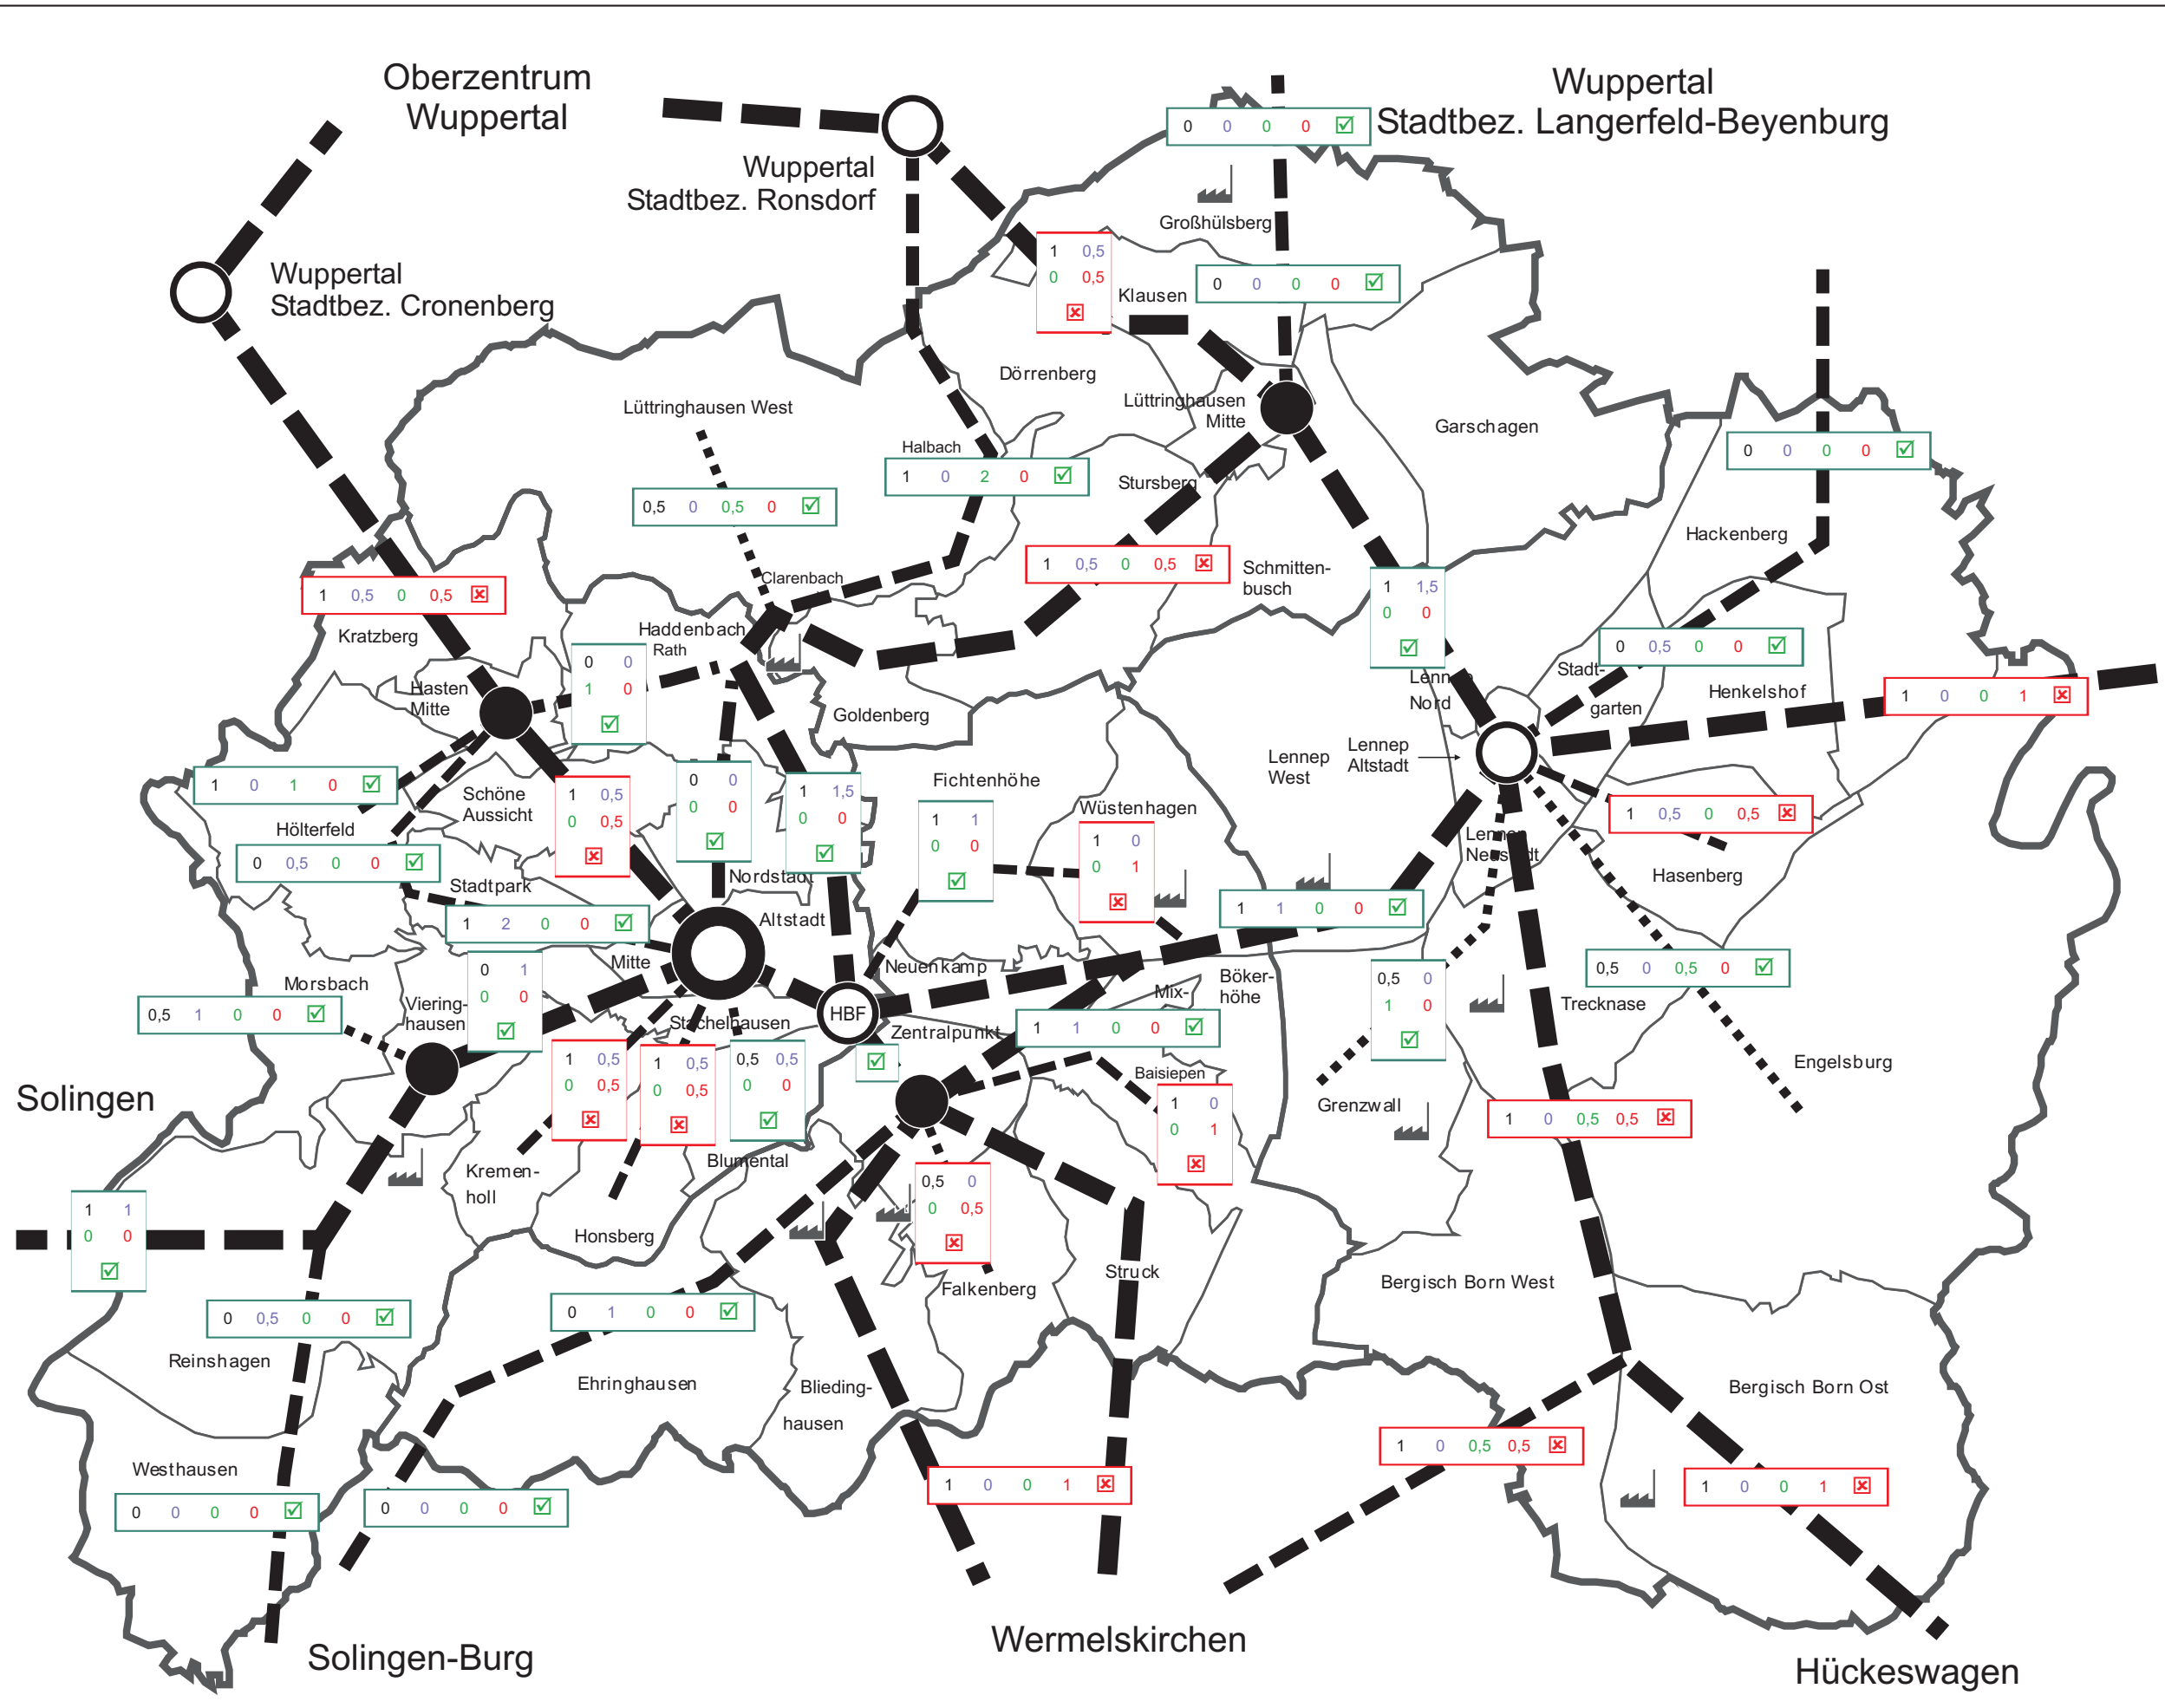 Oberzentrum
Wuppertal
Wuppertal
Stadtbez. Langerfeld-Beyenburg
0 0 0 0
Wuppertal
Stadtbez. Ronsdorf
Großhülsberg
Wuppertal
Stadtbez. Cronenberg
1 0,5
0 0,5
Klausen
0 0 0 0
Dörrenberg
Lüttringhausen West
Lüttringhausen
Mitte
Garschagen
Halbach
1 0 2 0
0 0 0 0
Stursberg
0,5 0 0,5 0
Hackenberg
1 0,5 0 0,5
Schmitten-
busch
Clarenbach
1 0,5 0 0,5
Kratzberg
1 1,5
0 0
Haddenbach
Rath
0 0,5 0 0
0 0
1 0
Stadt-
garten
Lennep
Nord
Henkelshof
1 0 0 1
Hasten
Mitte
Goldenberg
Lennep
West
Lennep
Altstadt
1 0 1 0
Schöne
Aussicht
1 0,5
0 0,5
0 0
0 0
1 1,5
0 0
Fichtenhöhe
1 1
0 0
Wüstenhagen
1 0
0 1
1 0,5 0 0,5
Hölterfeld
0 0,5 0 0
Lennep
Neustadt
Hasenberg
Stadtpark
Nordstadt
1 2 0 0
Altstadt
1 1 0 0
Mitte
Neuenkamp
0 1
0 0
Morsbach
0,5 1 0 0
Viering-
hausen
HBF
Stachelhausen
Zentralpunkt
Mix-
Böker-
höhe
1 1 0 0
0,5 0
1 0
0,5 0 0,5 0
Trecknase
Engelsburg
1 0,5
0 0,5
1 0,5
0 0,5
0,5 0,5
0 0
Baisiepen
1 0
0 1
Grenzwall
1 0 0,5 0,5
Solingen
Kremen-
holl
Blumental
0,5 0
0 0,5
1 1
0 0
Honsberg
Falkenberg
Struck
Bergisch Born West
0 0,5 0 0
0 1 0 0
Reinshagen
Ehringhausen
Blieding-
hausen
Bergisch Born Ost
1 0 0,5 0,5
Westhausen
0 0 0 0
0 0 0 0
1 0 0 1
1 0 0 1
Solingen-Burg
Wermelskirchen
Hückeswagen